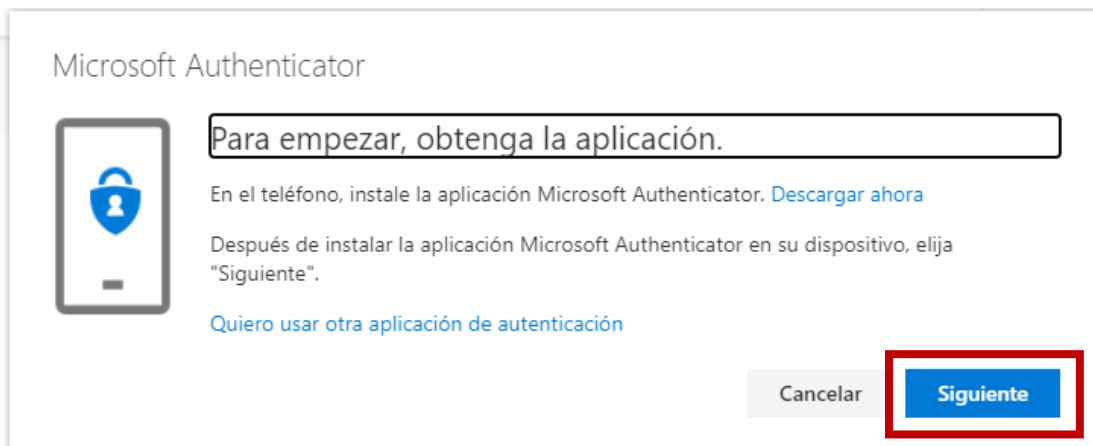 Microsoft Authenticator
Para empezar, obtenga la aplicación.
En el teléfono, instale la aplicación Microsoft Authenticator. Descargar ahora
Después de instalar la aplicación Microsoft Authenticator en su dispositivo, elija
"Siguiente".
Quiero usar otra aplicación de autenticación
Cancelar Siguiente